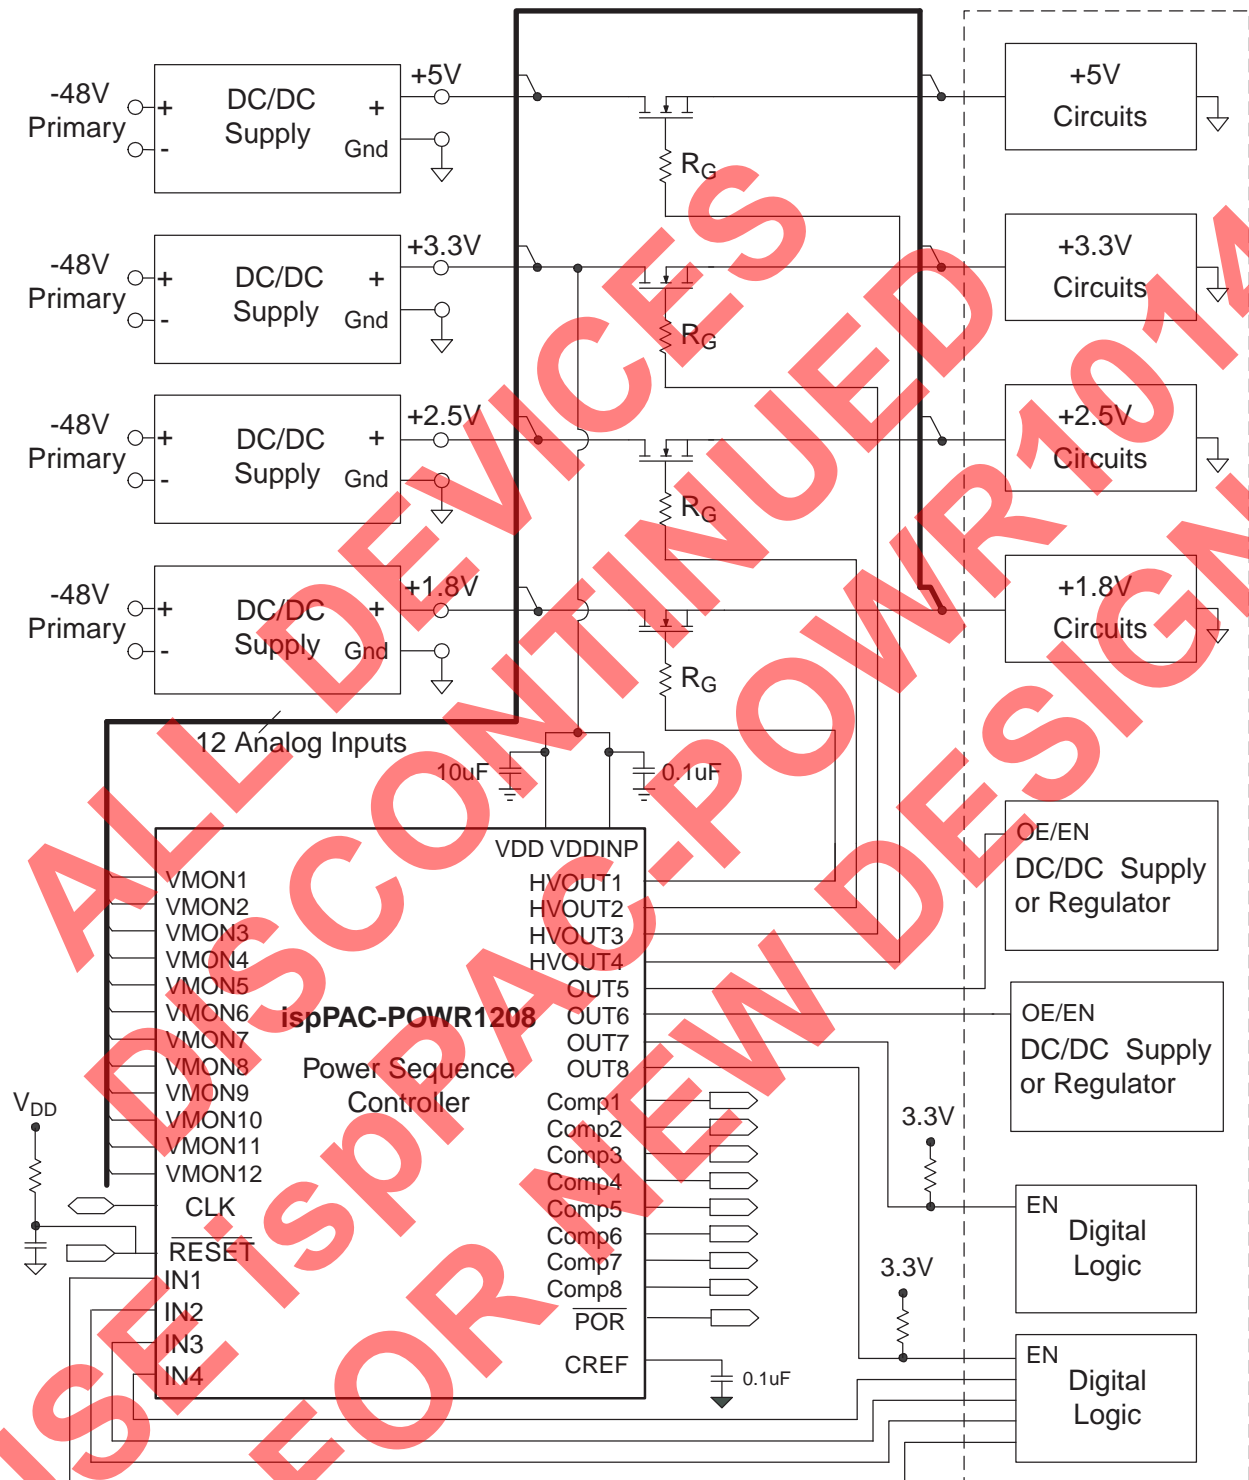 -48V
Primary
+
-
DC/DC
Supply
+
Gnd
+5V
RG
+5V
Circuits
-48V
Primary
+
-
DC/DC
Supply
+
Gnd
+3.3V
RG
+3.3V
Circuits
-48V
Primary
+
-
DC/DC
Supply
+
Gnd
+2.5V
RG
+2.5V
Circuits
-48V
Primary
+
-
DC/DC
Supply
+
Gnd
+1.8V
RG
+1.8V
Circuits
12 Analog Inputs
10uF
0.1uF
VDD VDDINP
VMON1
VMON2
VMON3
VMON4
VMON5
VMON6
VMON7
VMON8
VMON9
VMON10
VMON11
VMON12
CLK
RESET
IN1
IN2
IN3
IN4
VDD
ispPAC-POWR1208
Power Sequence
Controller
HVOUT1
HVOUT2
HVOUT3
HVOUT4
OUT5
OUT6
OUT7
OUT8
Comp1
Comp2
Comp3
Comp4
Comp5
Comp6
Comp7
Comp8
POR
CREF
0.1uF
OE/EN
DC/DC Supply
or Regulator
OE/EN
DC/DC Supply
or Regulator
3.3V
EN
Digital
Logic
3.3V
EN
Digital
Logic
ALL DEVICES
DISCONTINUED
USE ispPAC-POWR1014
FOR NEW DESIGN